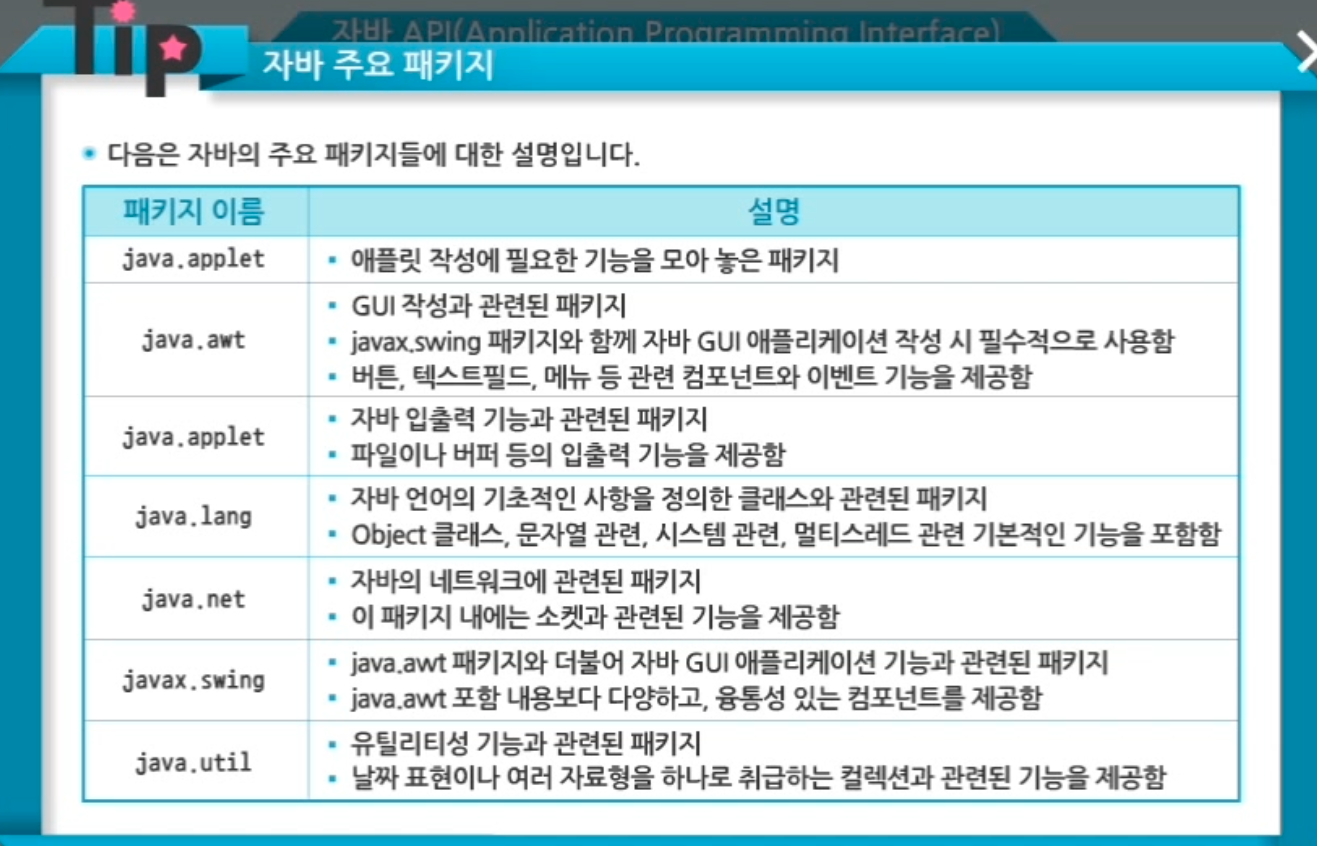 자바 API(Application Programming Interface)
Tip
자바 주요 패키지
다음은 자바의 주요 패키지들에 대한 설명입니다.
패키지 이름 설명
java.applet
애플릿 작성에 필요한 기능을 모아 놓은 패키지
java.awt
GUI 작성과 관련된 패키지
javax.swing 패키지와 함께 자바 GUI 애플리케이션 작성 시 필수적으로 사용함
버튼, 텍스트필드, 메뉴 등 관련 컴포넌트와 이벤트 기능을 제공함
java.applet
자바 입출력 기능과 관련된 패키지
파일이나 버퍼 등의 입출력 기능을 제공함
java.lang
자바 언어의 기초적인 사항을 정의한 클래스와 관련된 패키지
Object 클래스, 문자열 관련, 시스템 관련, 멀티스레드 관련 기본적인 기능을 포함함
java.net
자바의 네트워크에 관련된 패키지
이 패키지 내에는 소켓과 관련된 기능을 제공함
javax.swing
java.awt 패키지와 더불어 자바 GUI 애플리케이션 기능과 관련된 패키지
java.awt 포함 내용보다 다양하고, 융통성 있는 컴포넌트를 제공함
java.util
유틸리티성 기능과 관련된 패키지
날짜 표현이나 여러 자료형을 하나로 취급하는 컬렉션과 관련된 기능을 제공함